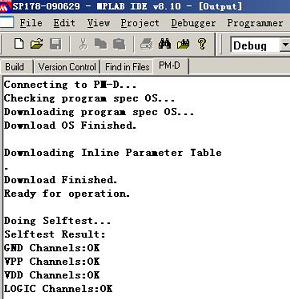 SP178-090629 - MPLAB IDE v8.10 - [Output]
File Edit View Project Debugger Programmer
Debug
Build Version Control Find in Files PM-D
Connecting to PM-D...
Checking program spec OS...
Downloading program spec OS...
Download OS Finished.
Downloading Inline Parameter Table
.
Download Finished.
Ready for operation.
Doing Selftest...
Selftest Result:
GND Channels:OK
VPP Channels:OK
VDD Channels:OK
LOGIC Channels:OK